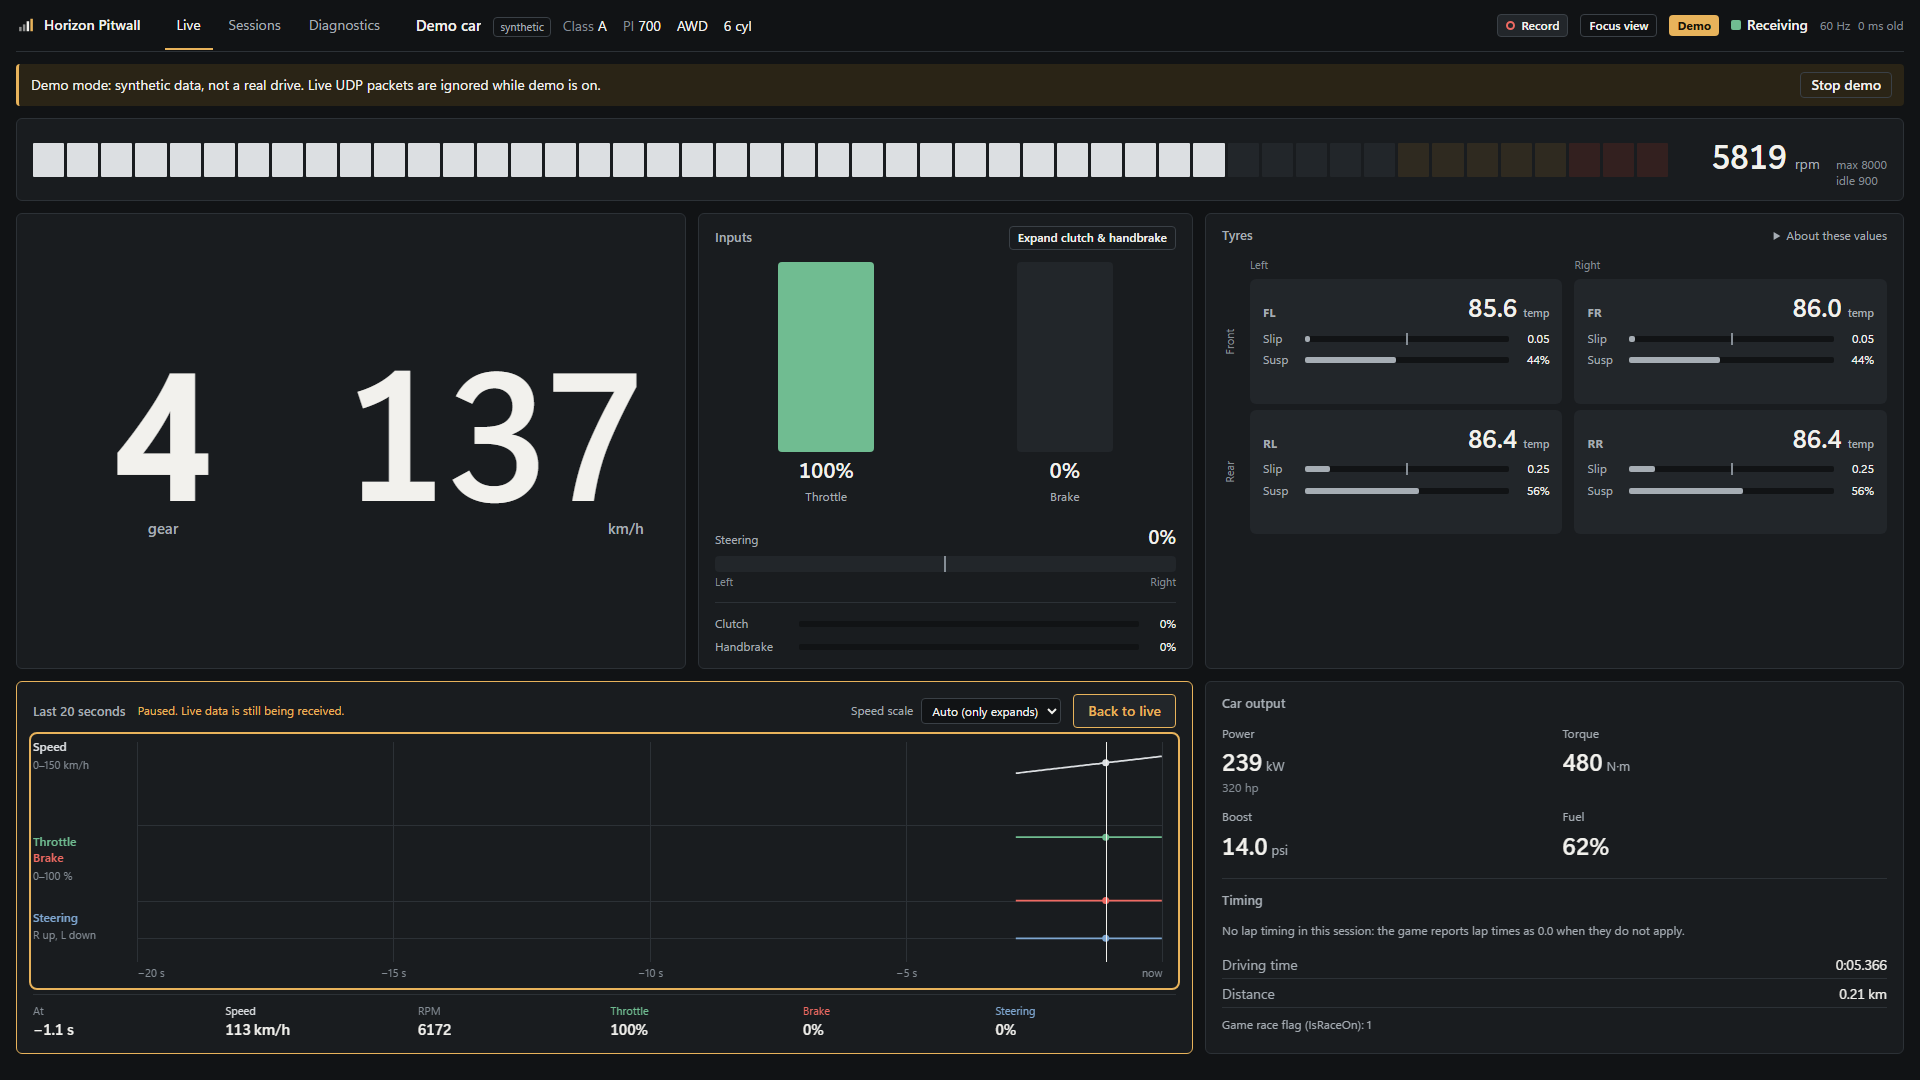 Horizon Pitwall
Live
Sessions
Diagnostics
Demo car
synthetic
Class A
PI 700
AWD
6 cyl
Record
Focus view
Demo
Receiving
60 Hz
0 ms old
Demo mode: synthetic data, not a real drive. Live UDP packets are ignored while demo is on.
Stop demo
5819 rpm
max 8000
idle 900
4
gear
137
km/h
Inputs
Expand clutch & handbrake
100%
Throttle
0%
Brake
Steering
0%
Left
Right
Clutch
0%
Handbrake
0%
Tyres
▶ About these values
Left
Right
Front
FL
85.6 temp
Slip
0.05
Susp
44%
FR
86.0 temp
Slip
0.05
Susp
44%
Rear
RL
86.4 temp
Slip
0.25
Susp
56%
RR
86.4 temp
Slip
0.25
Susp
56%
Last 20 seconds
Paused. Live data is still being received.
Speed scale
Auto (only expands)
Back to live
Speed
0–150 km/h
Throttle
Brake
0–100 %
Steering
R up, L down
−20 s
−15 s
−10 s
−5 s
now
At
−1.1 s
Speed
113 km/h
RPM
6172
Throttle
100%
Brake
0%
Steering
0%
Car output
Power
239 kW
320 hp
Torque
480 N·m
Boost
14.0 psi
Fuel
62%
Timing
No lap timing in this session: the game reports lap times as 0.0 when they do not apply.
Driving time
0:05.366
Distance
0.21 km
Game race flag (IsRaceOn): 1